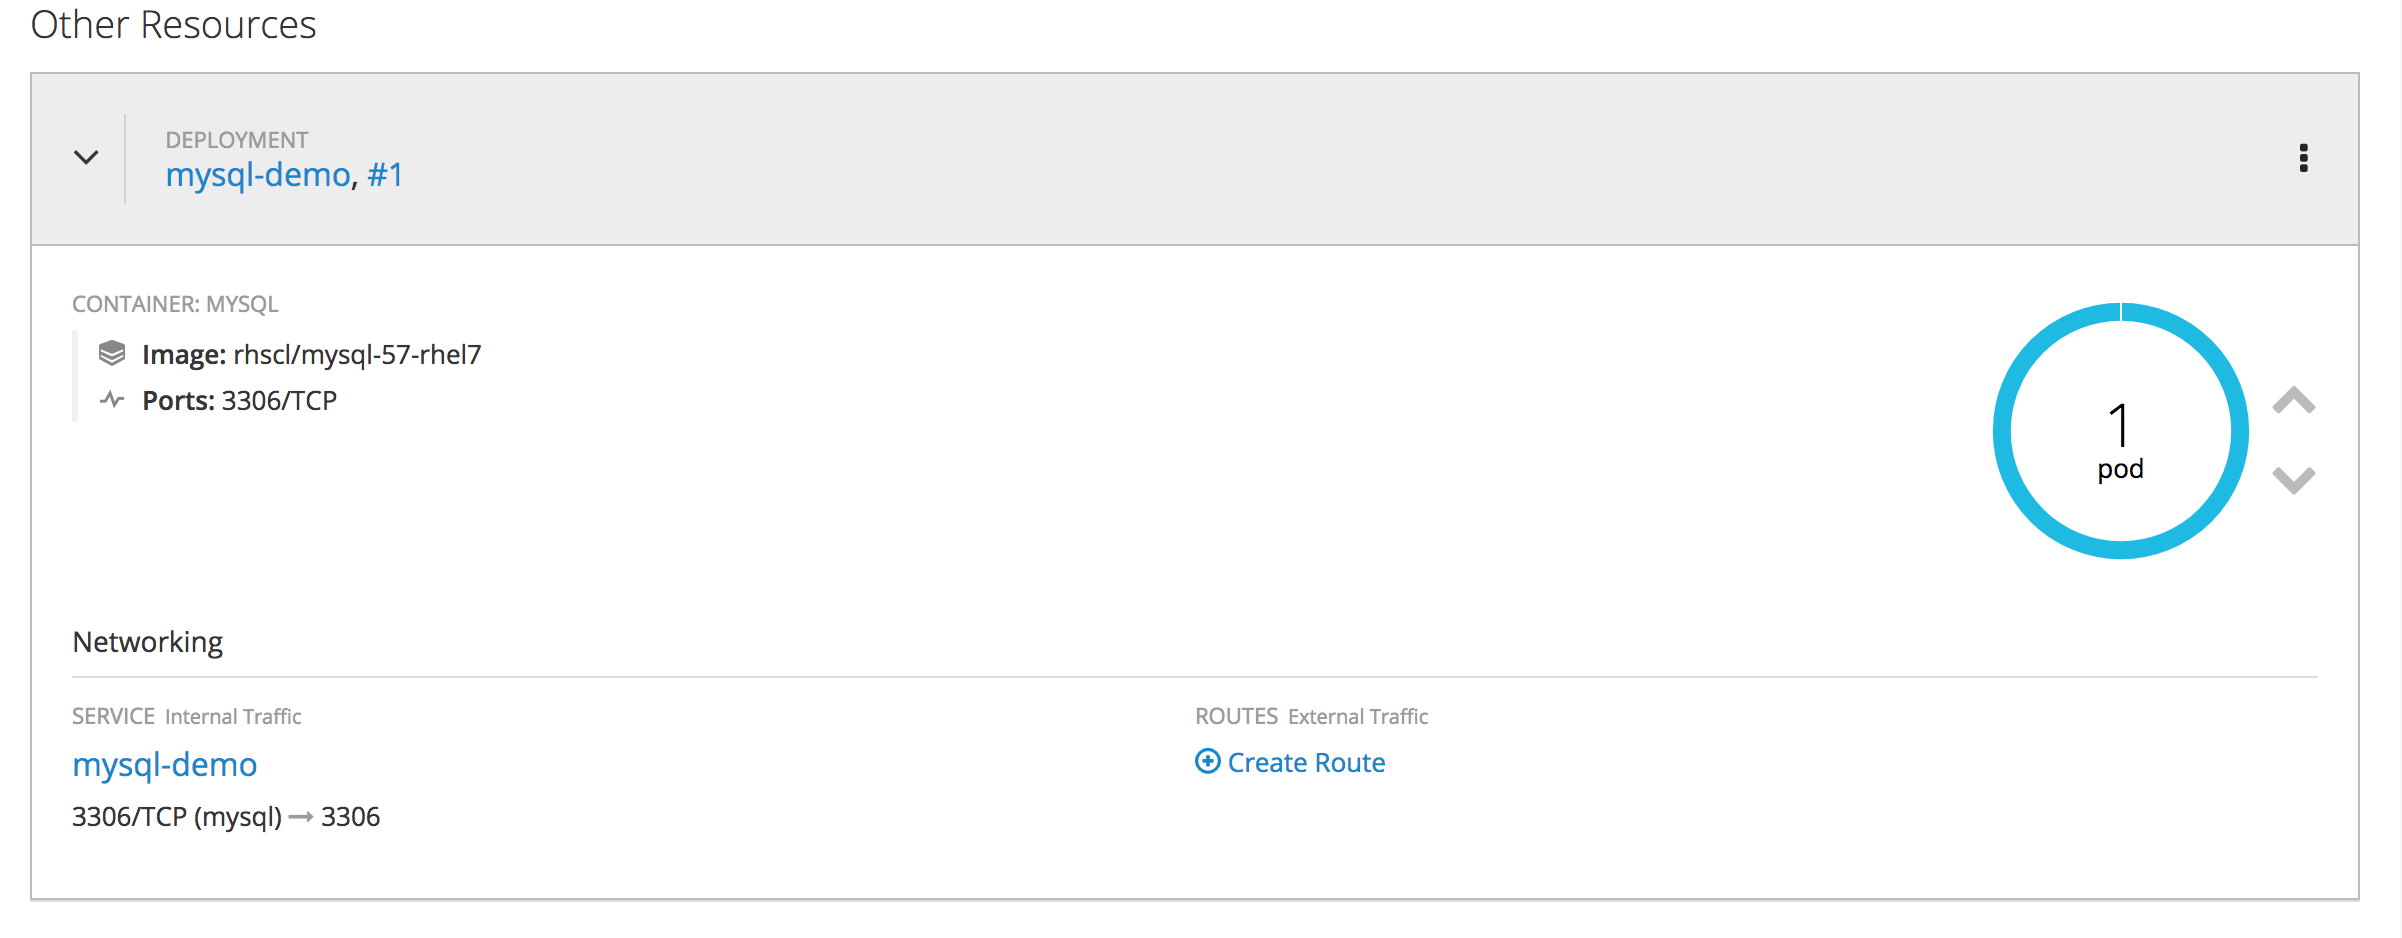 Other Resources
DEPLOYMENT
mysql-demo, #1
CONTAINER: MYSQL
Image: rhscl/mysql-57-rhel7
Ports: 3306/TCP
1
pod
Networking
SERVICE Internal Traffic
mysql-demo
3306/TCP (mysql) → 3306
ROUTES External Traffic
Create Route